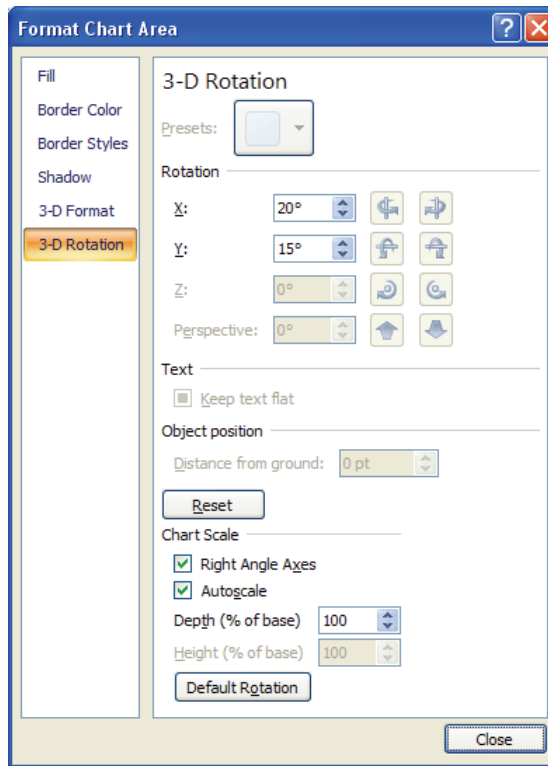 Format Chart Area
?
Fill
Border Color
Border Styles
Shadow
3-D Format
3-D Rotation
3-D Rotation
Presets:
Rotation
X: 20°
Y: 15°
Z: 0°
Perspective: 0°
Text
Keep text flat
Object position
Distance from ground: 0 pt
Reset
Chart Scale
Right Angle Axes
Autoscale
Depth (% of base) 100
Height (% of base) 100
Default Rotation
Close